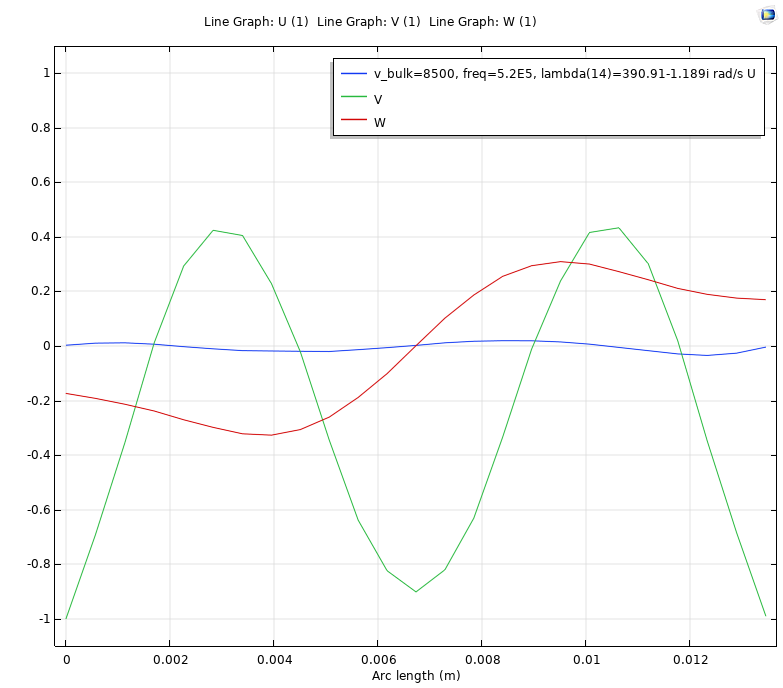 Line Graph: U (1) Line Graph: V (1) Line Graph: W (1)
v_bulk=8500, freq=5.2E5, lambda(14)=390.91-1.189i rad/s U
V
W
1
0.8
0.6
0.4
0.2
0
-0.2
-0.4
-0.6
-0.8
-1
0 0.002 0.004 0.006 0.008 0.01 0.012
Arc length (m)